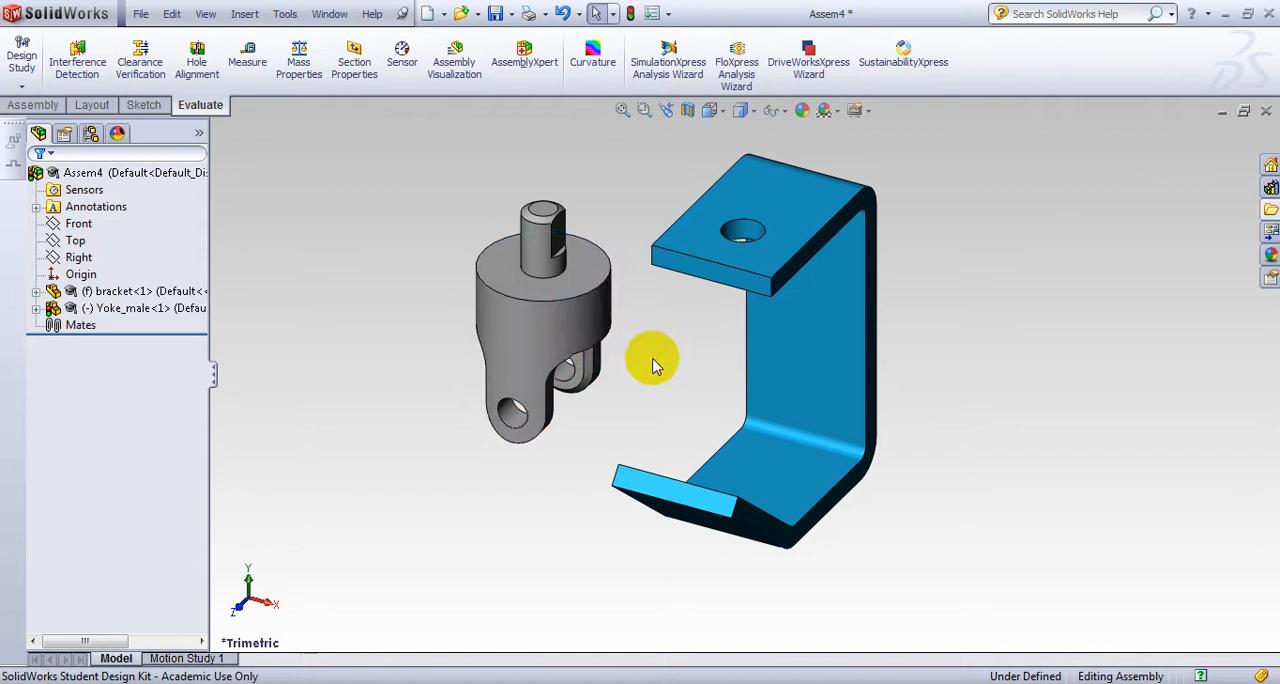 SolidWorks File Edit View Insert Tools Window Help Assem4 * Search SolidWorks Help
Design Study
Interference Detection
Clearance Verification
Hole Alignment
Measure
Mass Properties
Section Properties
Sensor
Assembly Visualization
AssemblyXpert
Curvature
SimulationXpress Analysis Wizard
FloXpress Analysis Wizard
DriveWorksXpress Wizard
SustainabilityXpress
Assembly Layout Sketch Evaluate
Assem4 (Default<Default_Di:
Sensors
Annotations
Front
Top
Right
Origin
(f) bracket<1> (Default<
(-) Yoke_male<1> (Defau
Mates
Y
Z X
*Trimetric
Model Motion Study 1
SolidWorks Student Design Kit - Academic Use Only Under Defined Editing Assembly